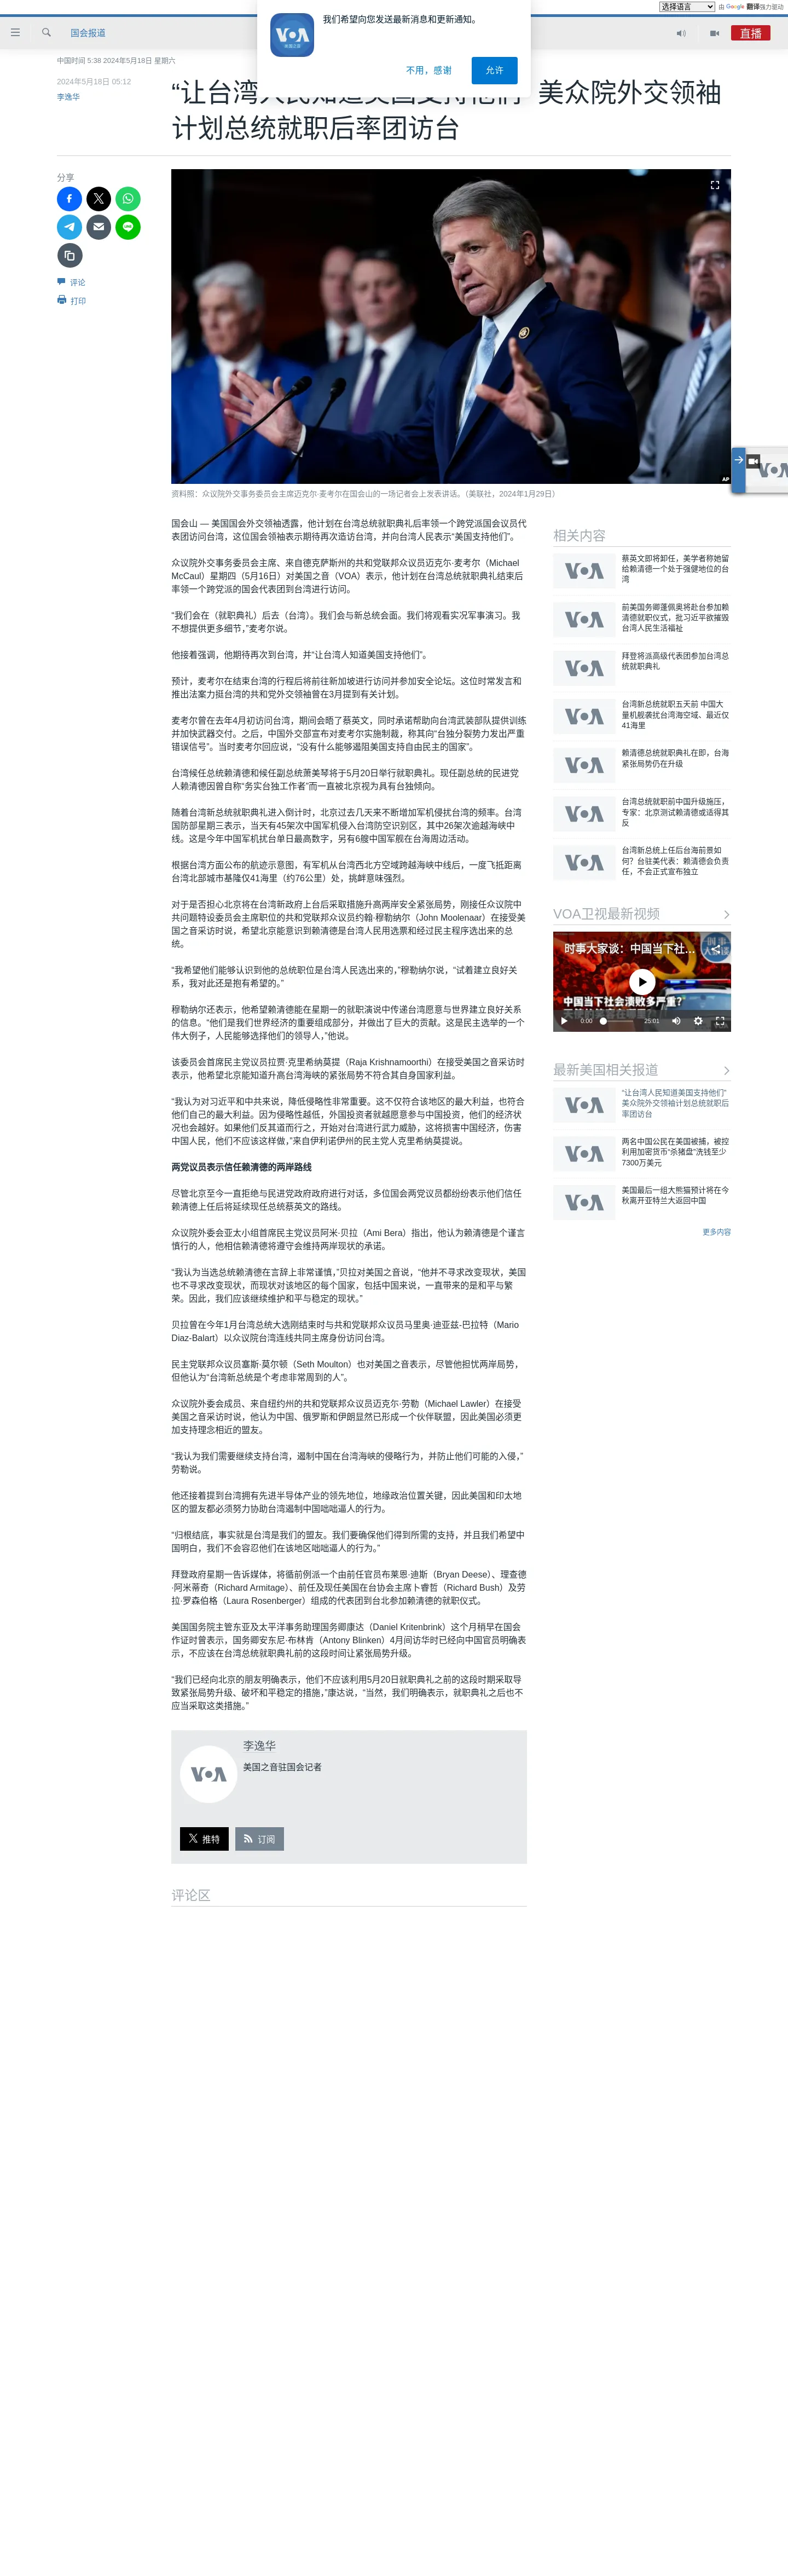 选择语言 由 Google 翻译强力驱动
我们希望向您发送最新消息和更新通知。
VOA
美国之音
不用，感谢
允许
国会报道
直播
中国时间 5:38 2024年5月18日 星期六
2024年5月18日 05:12
李逸华
“让台湾人民知道美国支持他们” 美众院外交领袖
计划总统就职后率团访台
分享
评论
打印
AP
资料照：众议院外交事务委员会主席迈克尔·麦考尔在国会山的一场记者会上发表讲话。（美联社，2024年1月29日）
国会山 — 美国国会外交领袖透露，他计划在台湾总统就职典礼后率领一个跨党派国会议员代
表团访问台湾，这位国会领袖表示期待再次造访台湾，并向台湾人民表示“美国支持他们”。
众议院外交事务委员会主席、来自德克萨斯州的共和党联邦众议员迈克尔·麦考尔（Michael
McCaul）星期四（5月16日）对美国之音（VOA）表示，他计划在台湾总统就职典礼结束后
率领一个跨党派的国会代表团到台湾进行访问。
“我们会在（就职典礼）后去（台湾）。我们会与新总统会面。我们将观看实况军事演习。我
不想提供更多细节，”麦考尔说。
他接着强调，他期待再次到台湾，并“让台湾人知道美国支持他们”。
预计，麦考尔在结束台湾的行程后将前往新加坡进行访问并参加安全论坛。这位时常发言和
推出法案力挺台湾的共和党外交领袖曾在3月提到有关计划。
麦考尔曾在去年4月初访问台湾，期间会晤了蔡英文，同时承诺帮助向台湾武装部队提供训练
并加快武器交付。之后，中国外交部宣布对麦考尔实施制裁，称其向“台独分裂势力发出严重
错误信号”。当时麦考尔回应说，“没有什么能够遏阻美国支持自由民主的国家”。
台湾候任总统赖清德和候任副总统萧美琴将于5月20日举行就职典礼。现任副总统的民进党
人赖清德因曾自称“务实台独工作者”而一直被北京视为具有台独倾向。
随着台湾新总统就职典礼进入倒计时，北京过去几天来不断增加军机侵扰台湾的频率。台湾
国防部星期三表示，当天有45架次中国军机侵入台湾防空识别区，其中26架次逾越海峡中
线。这是今年中国军机扰台单日最高数字，另有6艘中国军舰在台海周边活动。
根据台湾方面公布的航迹示意图，有军机从台湾西北方空域跨越海峡中线后，一度飞抵距离
台湾北部城市基隆仅41海里（约76公里）处，挑衅意味强烈。
对于是否担心北京将在台湾新政府上台后采取措施升高两岸安全紧张局势，刚接任众议院中
共问题特设委员会主席职位的共和党联邦众议员约翰·穆勒纳尔（John Moolenaar）在接受美
国之音采访时说，希望北京能意识到赖清德是台湾人民用选票和经过民主程序选出来的总
统。
“我希望他们能够认识到他的总统职位是台湾人民选出来的，”穆勒纳尔说，“试着建立良好关
系，我对此还是抱有希望的。”
穆勒纳尔还表示，他希望赖清德能在星期一的就职演说中传递台湾愿意与世界建立良好关系
的信息。“他们是我们世界经济的重要组成部分，并做出了巨大的贡献。这是民主选举的一个
伟大例子，人民能够选择他们的领导人，”他说。
该委员会首席民主党议员拉贾·克里希纳莫提（Raja Krishnamoorthi）在接受美国之音采访时
表示，他希望北京能知道升高台湾海峡的紧张局势不符合其自身国家利益。
“我认为对习近平和中共来说，降低侵略性非常重要。这不仅符合该地区的最大利益，也符合
他们自己的最大利益。因为侵略性越低，外国投资者就越愿意参与中国投资，他们的经济状
况也会越好。如果他们反其道而行之，开始对台湾进行武力威胁，这将损害中国经济，伤害
中国人民，他们不应该这样做，”来自伊利诺伊州的民主党人克里希纳莫提说。
两党议员表示信任赖清德的两岸路线
尽管北京至今一直拒绝与民进党政府政府进行对话，多位国会两党议员都纷纷表示他们信任
赖清德上任后将延续现任总统蔡英文的路线。
众议院外委会亚太小组首席民主党议员阿米·贝拉（Ami Bera）指出，他认为赖清德是个谨言
慎行的人，他相信赖清德将遵守会维持两岸现状的承诺。
“我认为当选总统赖清德在言辞上非常谨慎，”贝拉对美国之音说，“他并不寻求改变现状，美国
也不寻求改变现状，而现状对该地区的每个国家，包括中国来说，一直带来的是和平与繁
荣。因此，我们应该继续维护和平与稳定的现状。”
贝拉曾在今年1月台湾总统大选刚结束时与共和党联邦众议员马里奥·迪亚兹-巴拉特（Mario
Diaz-Balart）以众议院台湾连线共同主席身份访问台湾。
民主党联邦众议员塞斯·莫尔顿（Seth Moulton）也对美国之音表示，尽管他担忧两岸局势，
但他认为“台湾新总统是个考虑非常周到的人”。
众议院外委会成员、来自纽约州的共和党联邦众议员迈克尔·劳勒（Michael Lawler）在接受
美国之音采访时说，他认为中国、俄罗斯和伊朗显然已形成一个伙伴联盟，因此美国必须更
加支持理念相近的盟友。
“我认为我们需要继续支持台湾，遏制中国在台湾海峡的侵略行为，并防止他们可能的入侵，”
劳勒说。
他还接着提到台湾拥有先进半导体产业的领先地位，地缘政治位置关键，因此美国和印太地
区的盟友都必须努力协助台湾遏制中国咄咄逼人的行为。
“归根结底，事实就是台湾是我们的盟友。我们要确保他们得到所需的支持，并且我们希望中
国明白，我们不会容忍他们在该地区咄咄逼人的行为。”
拜登政府星期一告诉媒体，将循前例派一个由前任官员布莱恩·迪斯（Bryan Deese）、理查德
·阿米蒂奇（Richard Armitage）、前任及现任美国在台协会主席卜睿哲（Richard Bush）及劳
拉·罗森伯格（Laura Rosenberger）组成的代表团到台北参加赖清德的就职仪式。
美国国务院主管东亚及太平洋事务助理国务卿康达（Daniel Kritenbrink）这个月稍早在国会
作证时曾表示，国务卿安东尼·布林肯（Antony Blinken）4月间访华时已经向中国官员明确表
示，不应该在台湾总统就职典礼前的这段时间让紧张局势升级。
“我们已经向北京的朋友明确表示，他们不应该利用5月20日就职典礼之前的这段时期采取导
致紧张局势升级、破坏和平稳定的措施，”康达说，“当然，我们明确表示，就职典礼之后也不
应当采取这类措施。”
李逸华
美国之音驻国会记者
VOA
推特
订阅
评论区
相关内容
VOA
蔡英文即将卸任，美学者称她留
给赖清德一个处于强健地位的台
湾
VOA
前美国务卿蓬佩奥将赴台参加赖
清德就职仪式，批习近平欲摧毁
台湾人民生活福祉
VOA
拜登将派高级代表团参加台湾总
统就职典礼
VOA
台湾新总统就职五天前 中国大
量机舰袭扰台湾海空域、最近仅
41海里
VOA
赖清德总统就职典礼在即，台海
紧张局势仍在升级
VOA
台湾总统就职前中国升级施压，
专家：北京测试赖清德或适得其
反
VOA
台湾新总统上任后台海前景如
何？台驻美代表：赖清德会负责
任，不会正式宣布独立
VOA卫视最新视频
时事大家谈：中国当下社...
中国当下社会溃败多严重?
0:00
25:01
最新美国相关报道
VOA
“让台湾人民知道美国支持他们”
美众院外交领袖计划总统就职后
率团访台
VOA
两名中国公民在美国被捕，被控
利用加密货币“杀猪盘”洗钱至少
7300万美元
VOA
美国最后一组大熊猫预计将在今
秋离开亚特兰大返回中国
更多内容